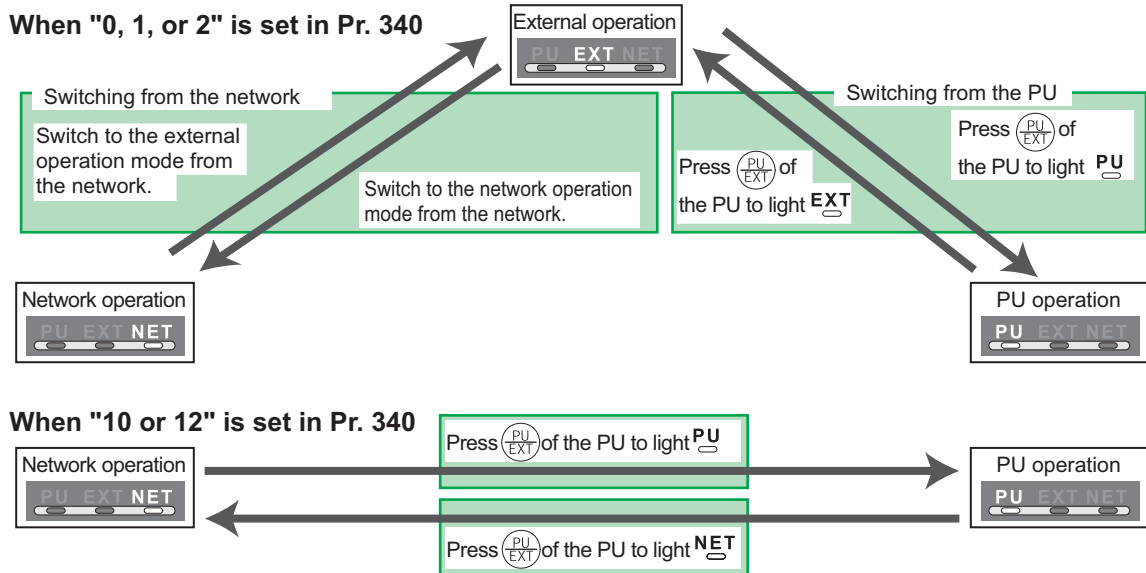 When "0, 1, or 2" is set in Pr. 340
External operation
PU EXT NET
Switching from the network
Switch to the external
operation mode from
the network.
Switch to the network operation
mode from the network.
Switching from the PU
Press PU/EXT of
the PU to light EXT
Press PU/EXT of
the PU to light PU
Network operation
PU EXT NET
PU operation
PU EXT NET
When "10 or 12" is set in Pr. 340
Network operation
PU EXT NET
Press PU/EXT of the PU to light PU
Press PU/EXT of the PU to light NET
PU operation
PU EXT NET